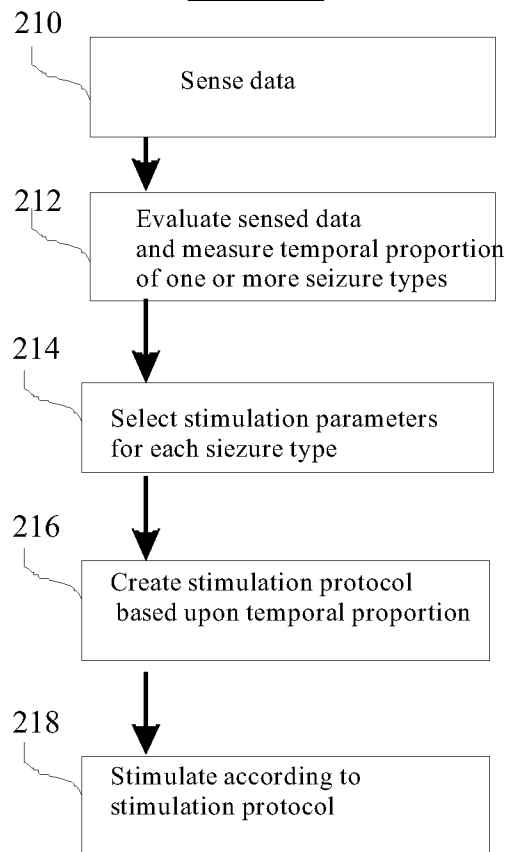 210
Sense data
212
Evaluate sensed data
and measure temporal proportion
of one or more seizure types
214
Select stimulation parameters
for each siezure type
216
Create stimulation protocol
based upon temporal proportion
218
Stimulate according to
stimulation protocol